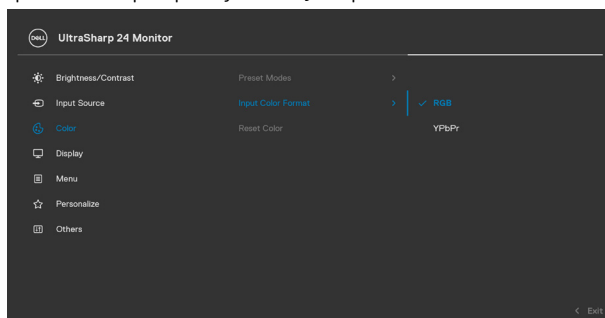 DELL UltraSharp 24 Monitor
Brightness/Contrast Preset Modes >
Input Source Input Color Format > ✓ RGB
Color Reset Color YPbPr
Display
Menu
Personalize
Others
< Exit